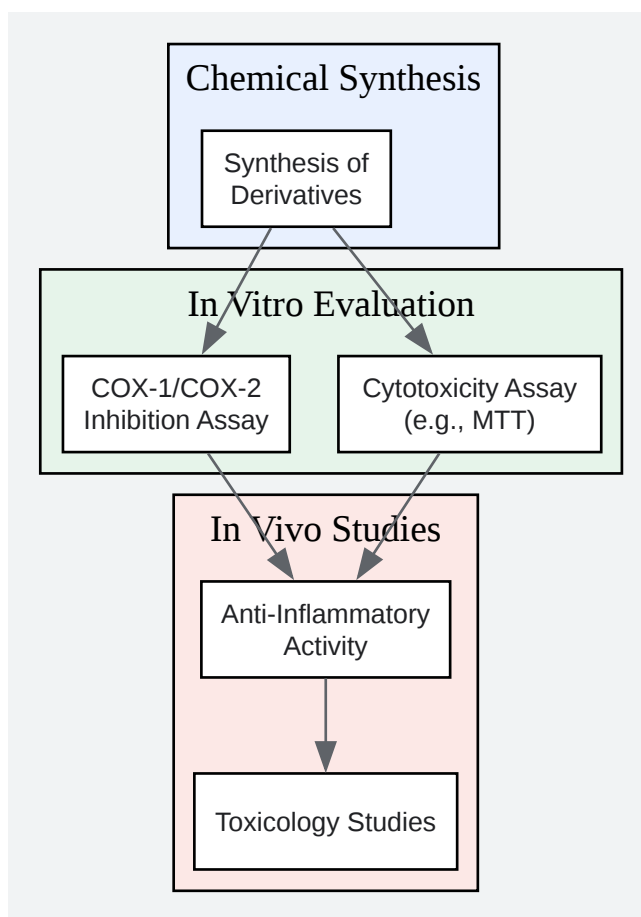 Chemical Synthesis
Synthesis of
Derivatives
In Vitro Evaluation
COX-1/COX-2
Inhibition Assay
Cytotoxicity Assay
(e.g., MTT)
In Vivo Studies
Anti-Inflammatory
Activity
Toxicology Studies